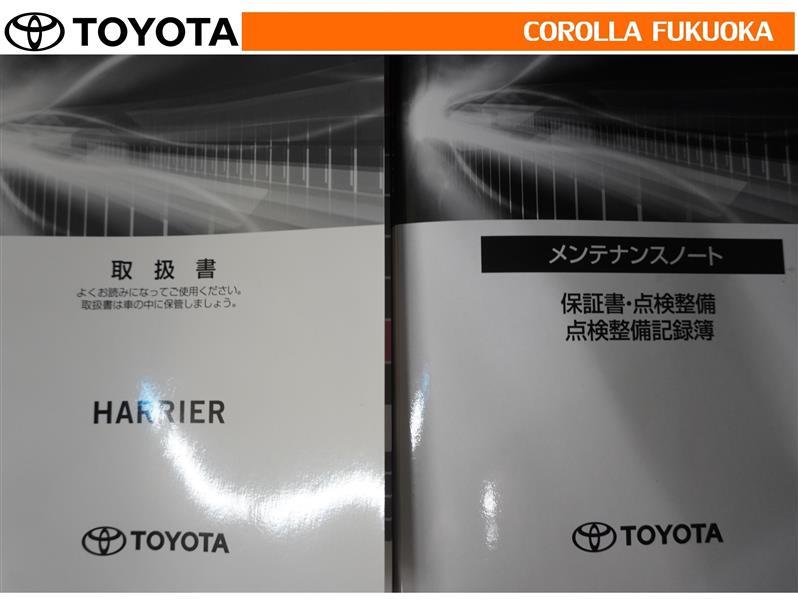 TOYOTA
COROLLA FUKUOKA
取扱書
よくお読みになってご使用ください。
取扱書は車の中に保管しましょう。
HARRIER
TOYOTA
メンテナンスノート
保証書・点検整備
点検整備記録簿
TOYOTA